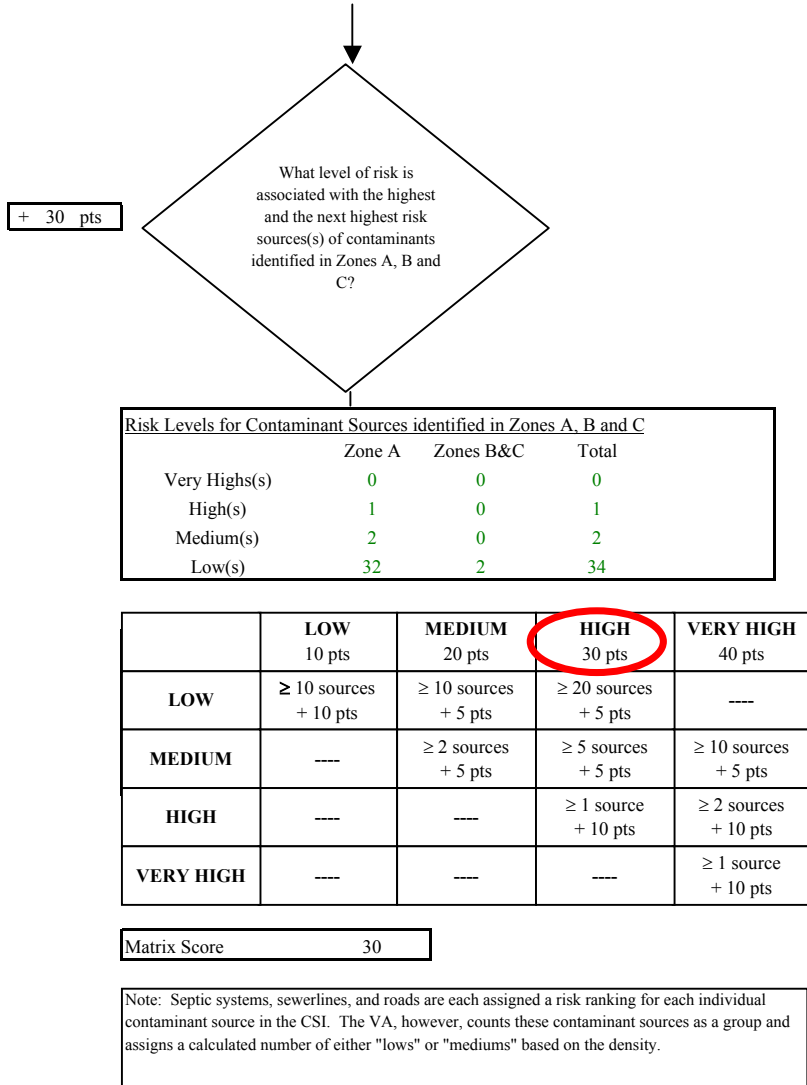 What level of risk is
associated with the highest
and the next highest risk
sources(s) of contaminants
identified in Zones A, B and
C?
+ 30 pts
Risk Levels for Contaminant Sources identified in Zones A, B and C
Zone A Zones B&C Total
Very Highs(s) 0 0 0
High(s) 1 0 1
Medium(s) 2 0 2
Low(s) 32 2 34
LOW MEDIUM HIGH VERY HIGH
10 pts 20 pts 30 pts 40 pts
LOW ≥ 10 sources + 10 pts ≥ 10 sources + 5 pts ≥ 20 sources + 5 pts ----
MEDIUM ---- ≥ 2 sources + 5 pts ≥ 5 sources + 5 pts ≥ 10 sources + 5 pts
HIGH ---- ---- ≥ 1 source + 10 pts ≥ 2 sources + 10 pts
VERY HIGH ---- ---- ---- ≥ 1 source + 10 pts
Matrix Score 30
Note: Septic systems, sewerlines, and roads are each assigned a risk ranking for each individual
contaminant source in the CSI. The VA, however, counts these contaminant sources as a group and
assigns a calculated number of either "lows" or "mediums" based on the density.